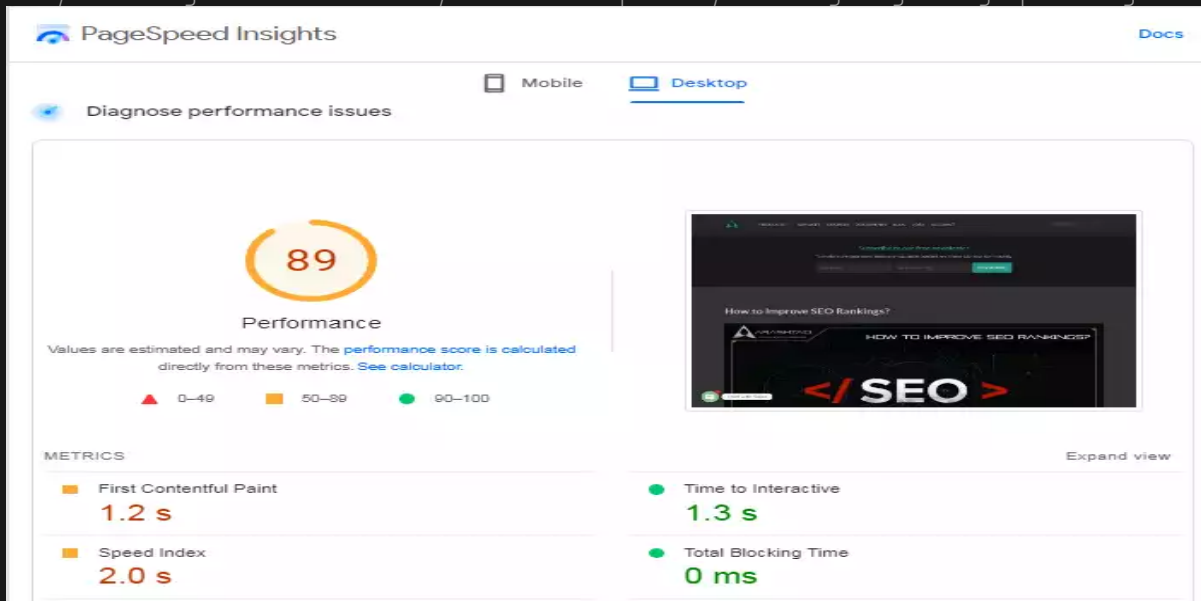 PageSpeed Insights
Docs
Mobile
Desktop
Diagnose performance issues
89
Performance
Values are estimated and may vary. The performance score is calculated
directly from these metrics. See calculator.
0–49
50–89
90–100
How to Improve SEO Rankings?
HOW TO IMPROVE SEO RANKINGS?
</ SEO >
METRICS
Expand view
First Contentful Paint
1.2 s
Time to Interactive
1.3 s
Speed Index
2.0 s
Total Blocking Time
0 ms